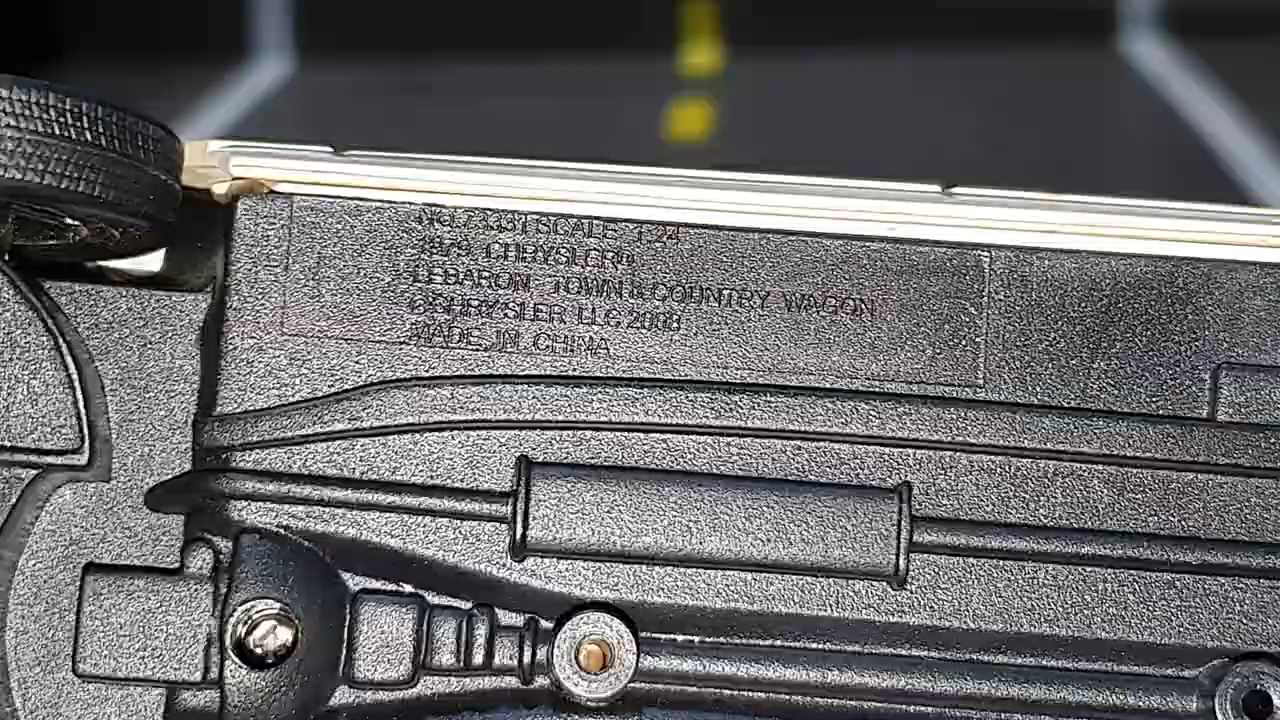 NO. 73331 SCALE 1:24
1979 CHRYSLER®
LEBARON TOWN & COUNTRY WAGON
©CHRYSLER LLC 2008
MADE IN CHINA